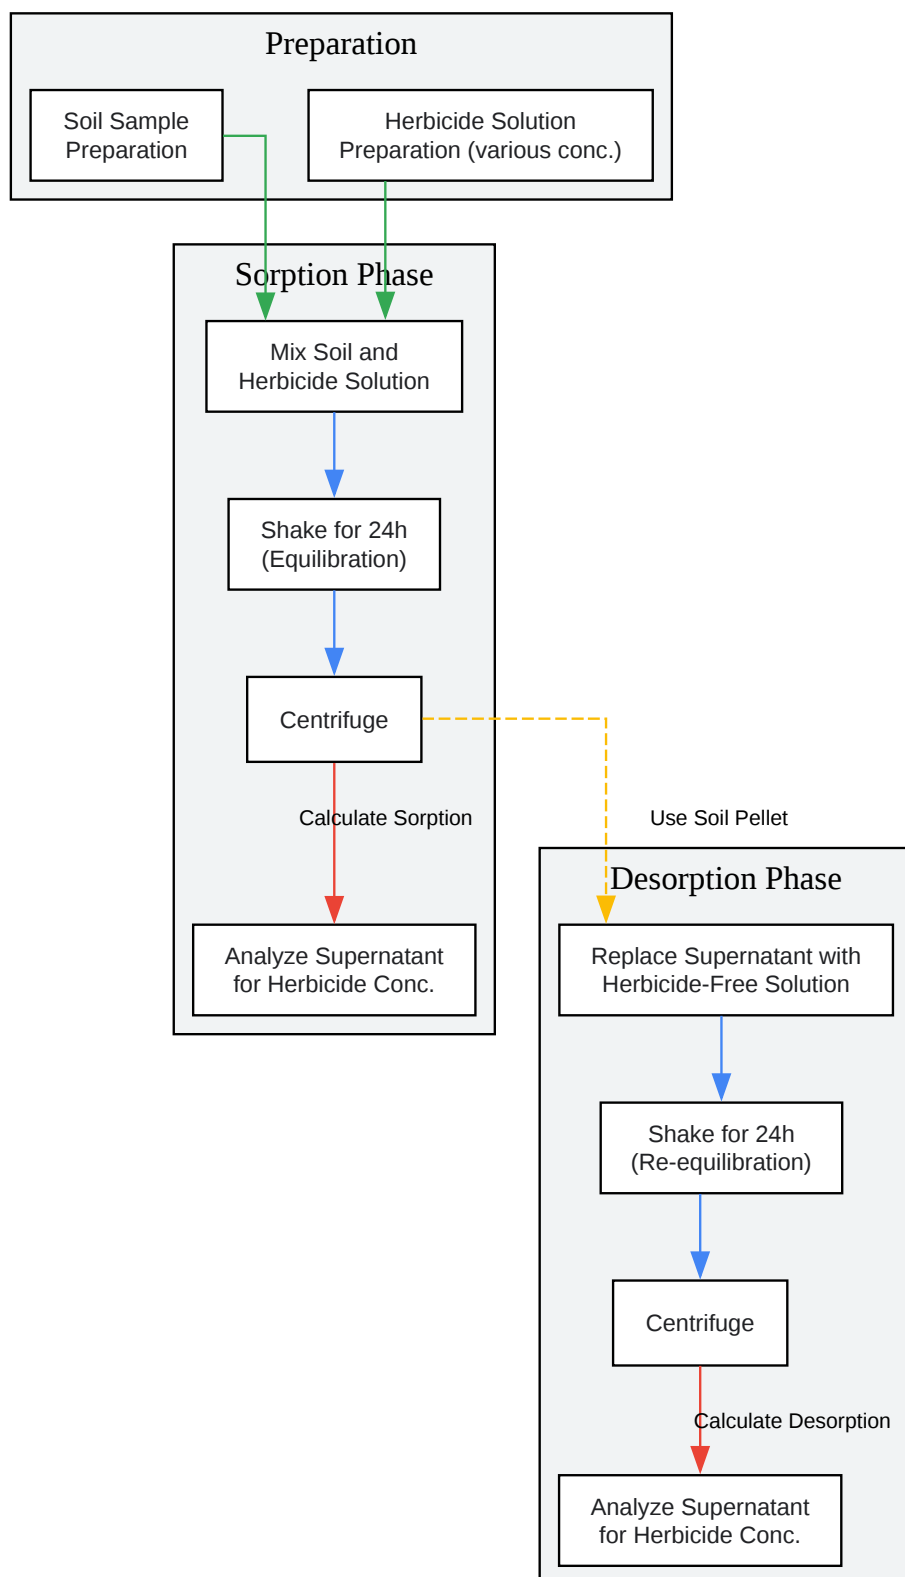 Preparation
Soil Sample
Preparation
Herbicide Solution
Preparation (various conc.)
Sorption Phase
Mix Soil and
Herbicide Solution
Shake for 24h
(Equilibration)
Centrifuge
Calculate Sorption
Analyze Supernatant
for Herbicide Conc.
Use Soil Pellet
Desorption Phase
Replace Supernatant with
Herbicide-Free Solution
Shake for 24h
(Re-equilibration)
Centrifuge
Calculate Desorption
Analyze Supernatant
for Herbicide Conc.